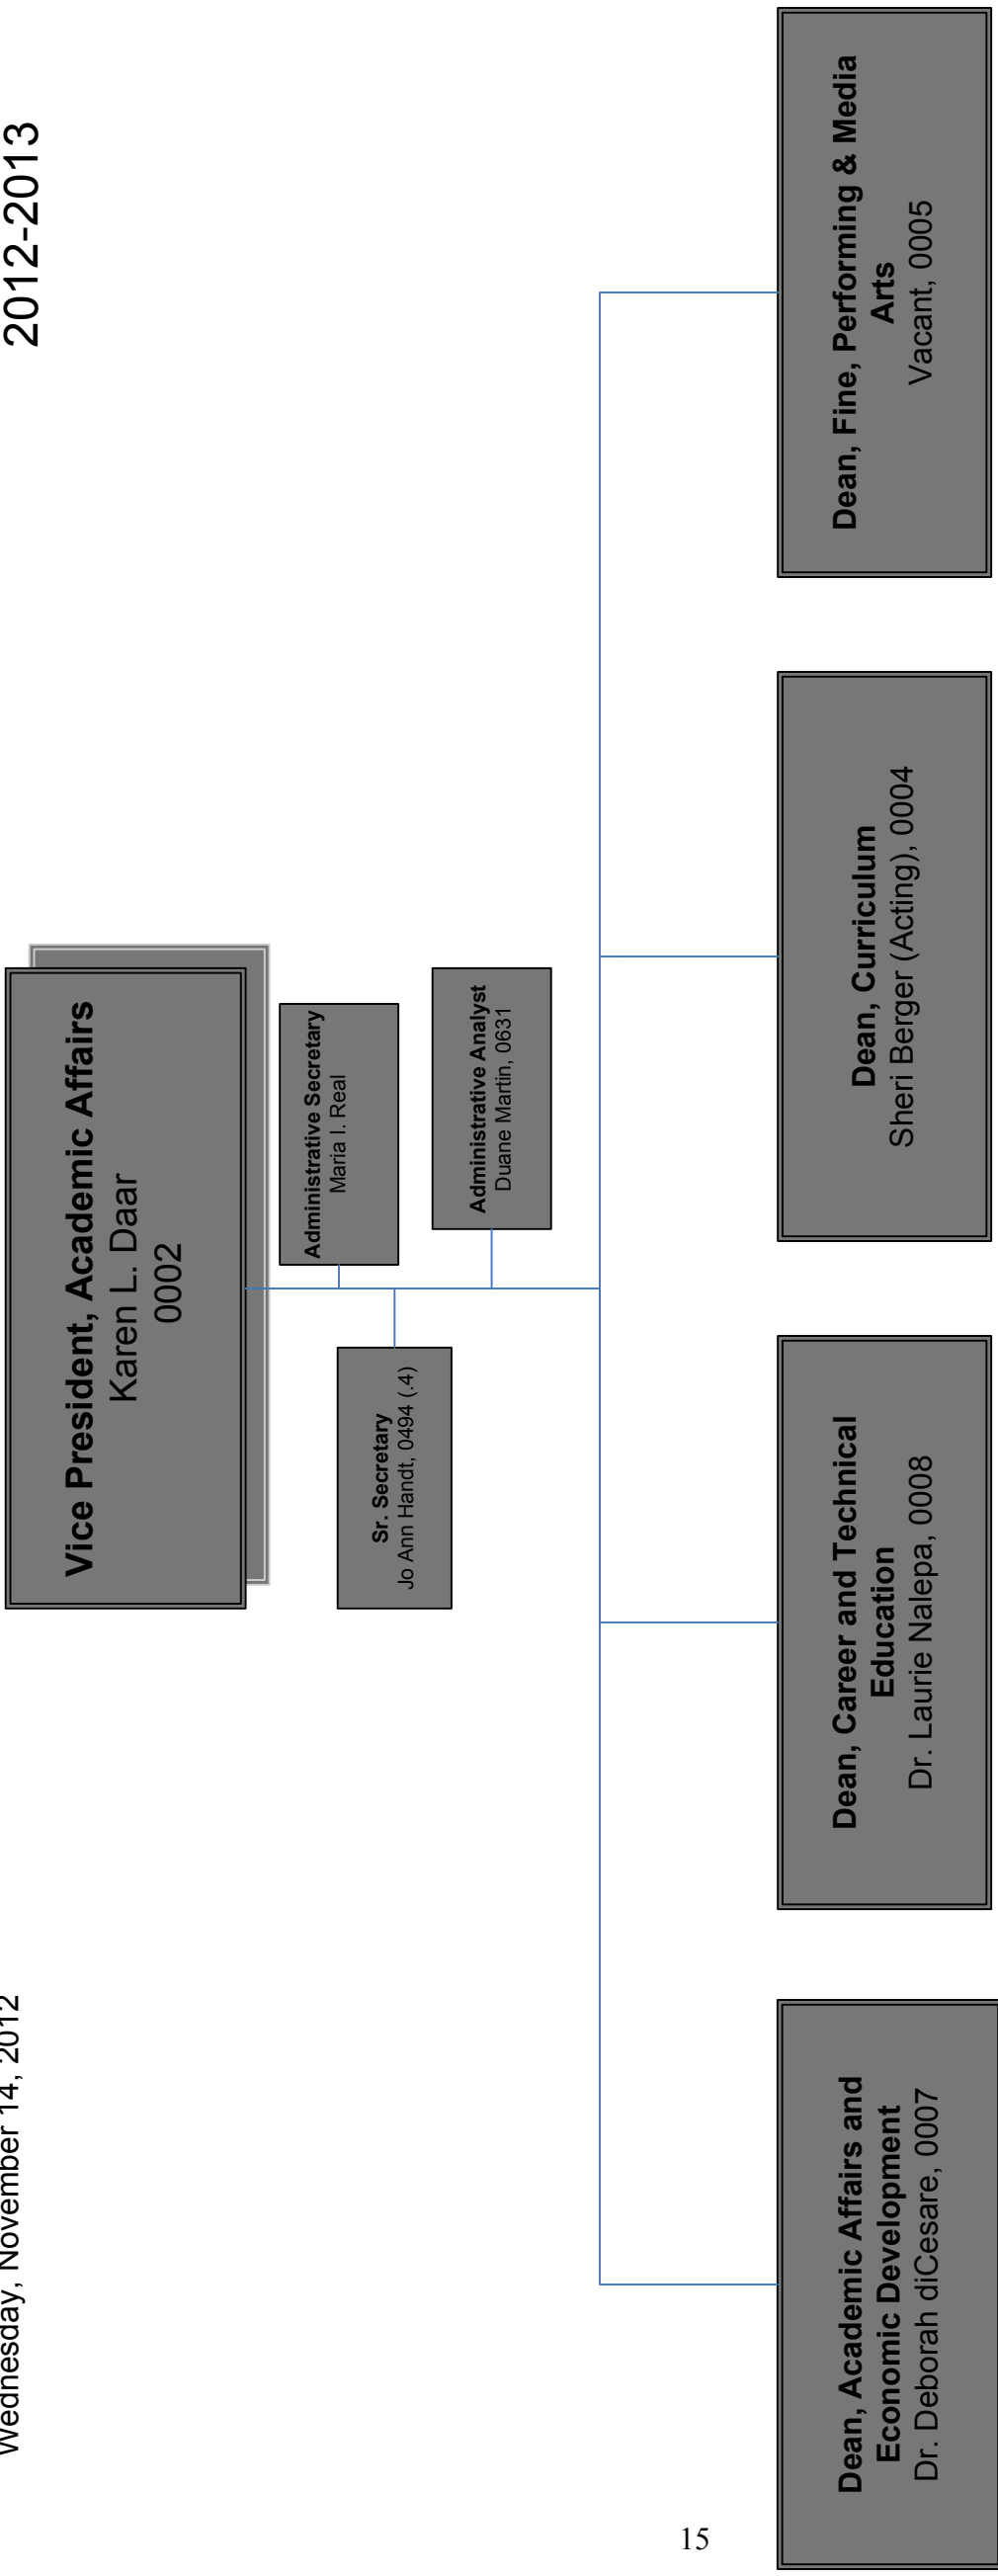 Wednesday, November 14, 2012
2012-2013
Vice President, Academic Affairs
Karen L. Daar
0002
Administrative Secretary
Maria I. Real
Sr. Secretary
Jo Ann Handt, 0494 (.4)
Administrative Analyst
Duane Martin, 0631
Dean, Academic Affairs and
Economic Development
Dr. Deborah diCesare, 0007
Dean, Career and Technical
Education
Dr. Laurie Nalepa, 0008
Dean, Curriculum
Sheri Berger (Acting), 0004
Dean, Fine, Performing & Media
Arts
Vacant, 0005
15